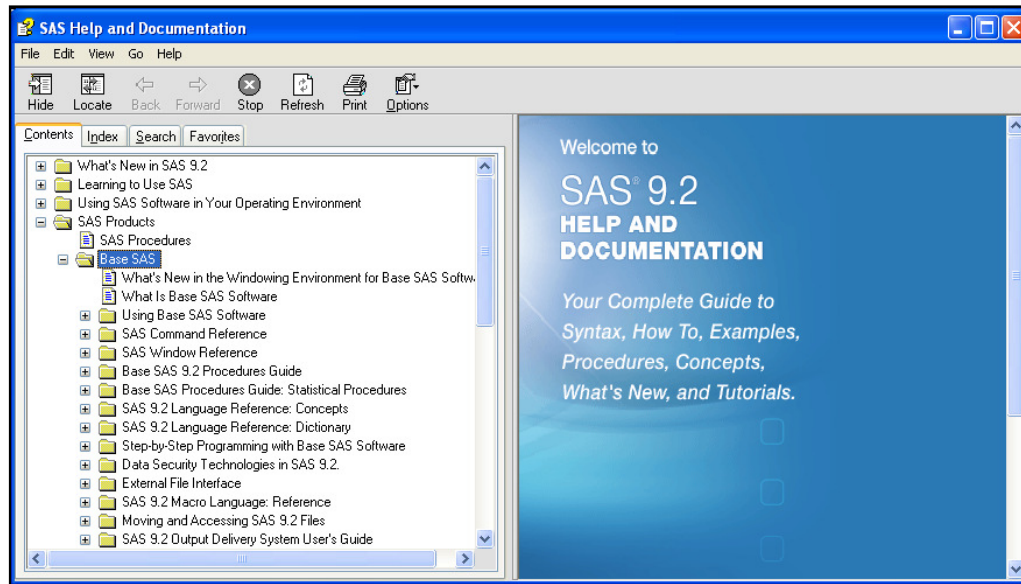 SAS Help and Documentation
File Edit View Go Help
Hide Locate Back Forward Stop Refresh Print Options
Contents Index Search Favorites
What's New in SAS 9.2
Learning to Use SAS
Using SAS Software in Your Operating Environment
SAS Products
SAS Procedures
Base SAS
What's New in the Windowing Environment for Base SAS Softw
What Is Base SAS Software
Using Base SAS Software
SAS Command Reference
SAS Window Reference
Base SAS 9.2 Procedures Guide
Base SAS Procedures Guide: Statistical Procedures
SAS 9.2 Language Reference: Concepts
SAS 9.2 Language Reference: Dictionary
Step-by-Step Programming with Base SAS Software
Data Security Technologies in SAS 9.2.
External File Interface
SAS 9.2 Macro Language: Reference
Moving and Accessing SAS 9.2 Files
SAS 9.2 Output Delivery System User's Guide
Welcome to
SAS® 9.2
HELP AND
DOCUMENTATION
Your Complete Guide to
Syntax, How To, Examples,
Procedures, Concepts,
What's New, and Tutorials.